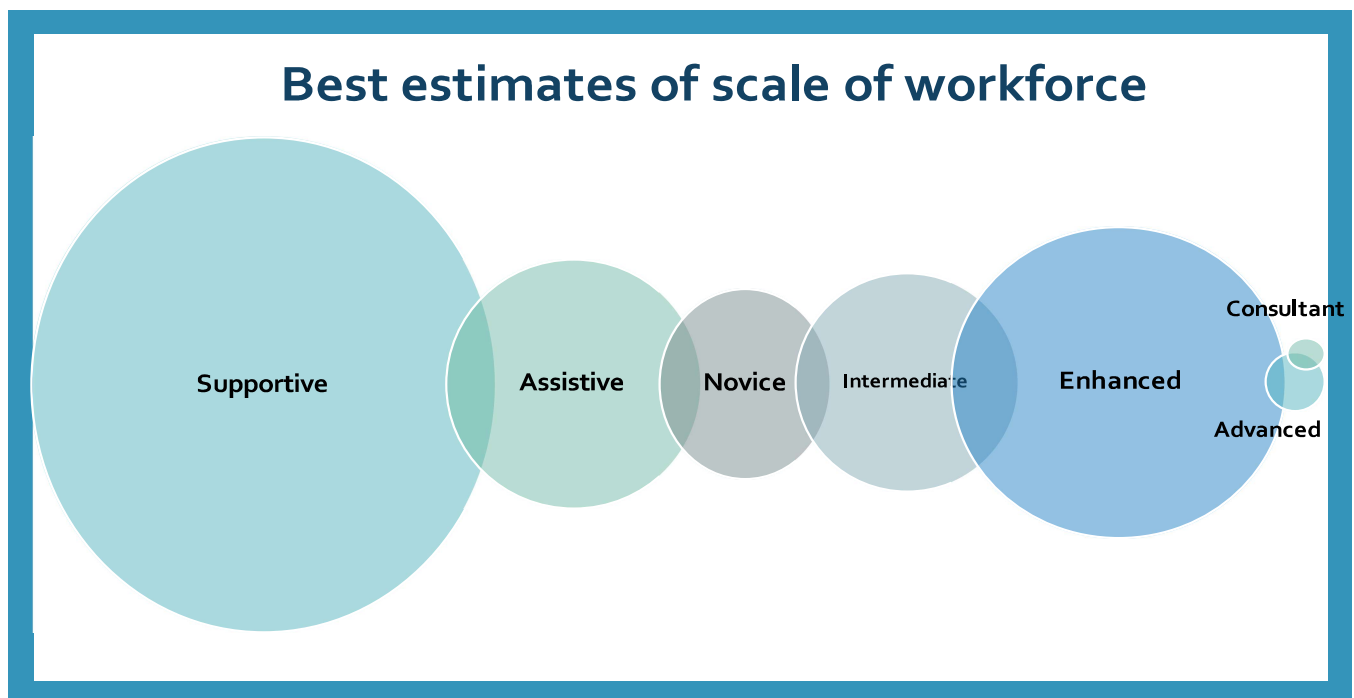 Best estimates of scale of workforce
Supportive
Assistive
Novice
Intermediate
Enhanced
Consultant
Advanced